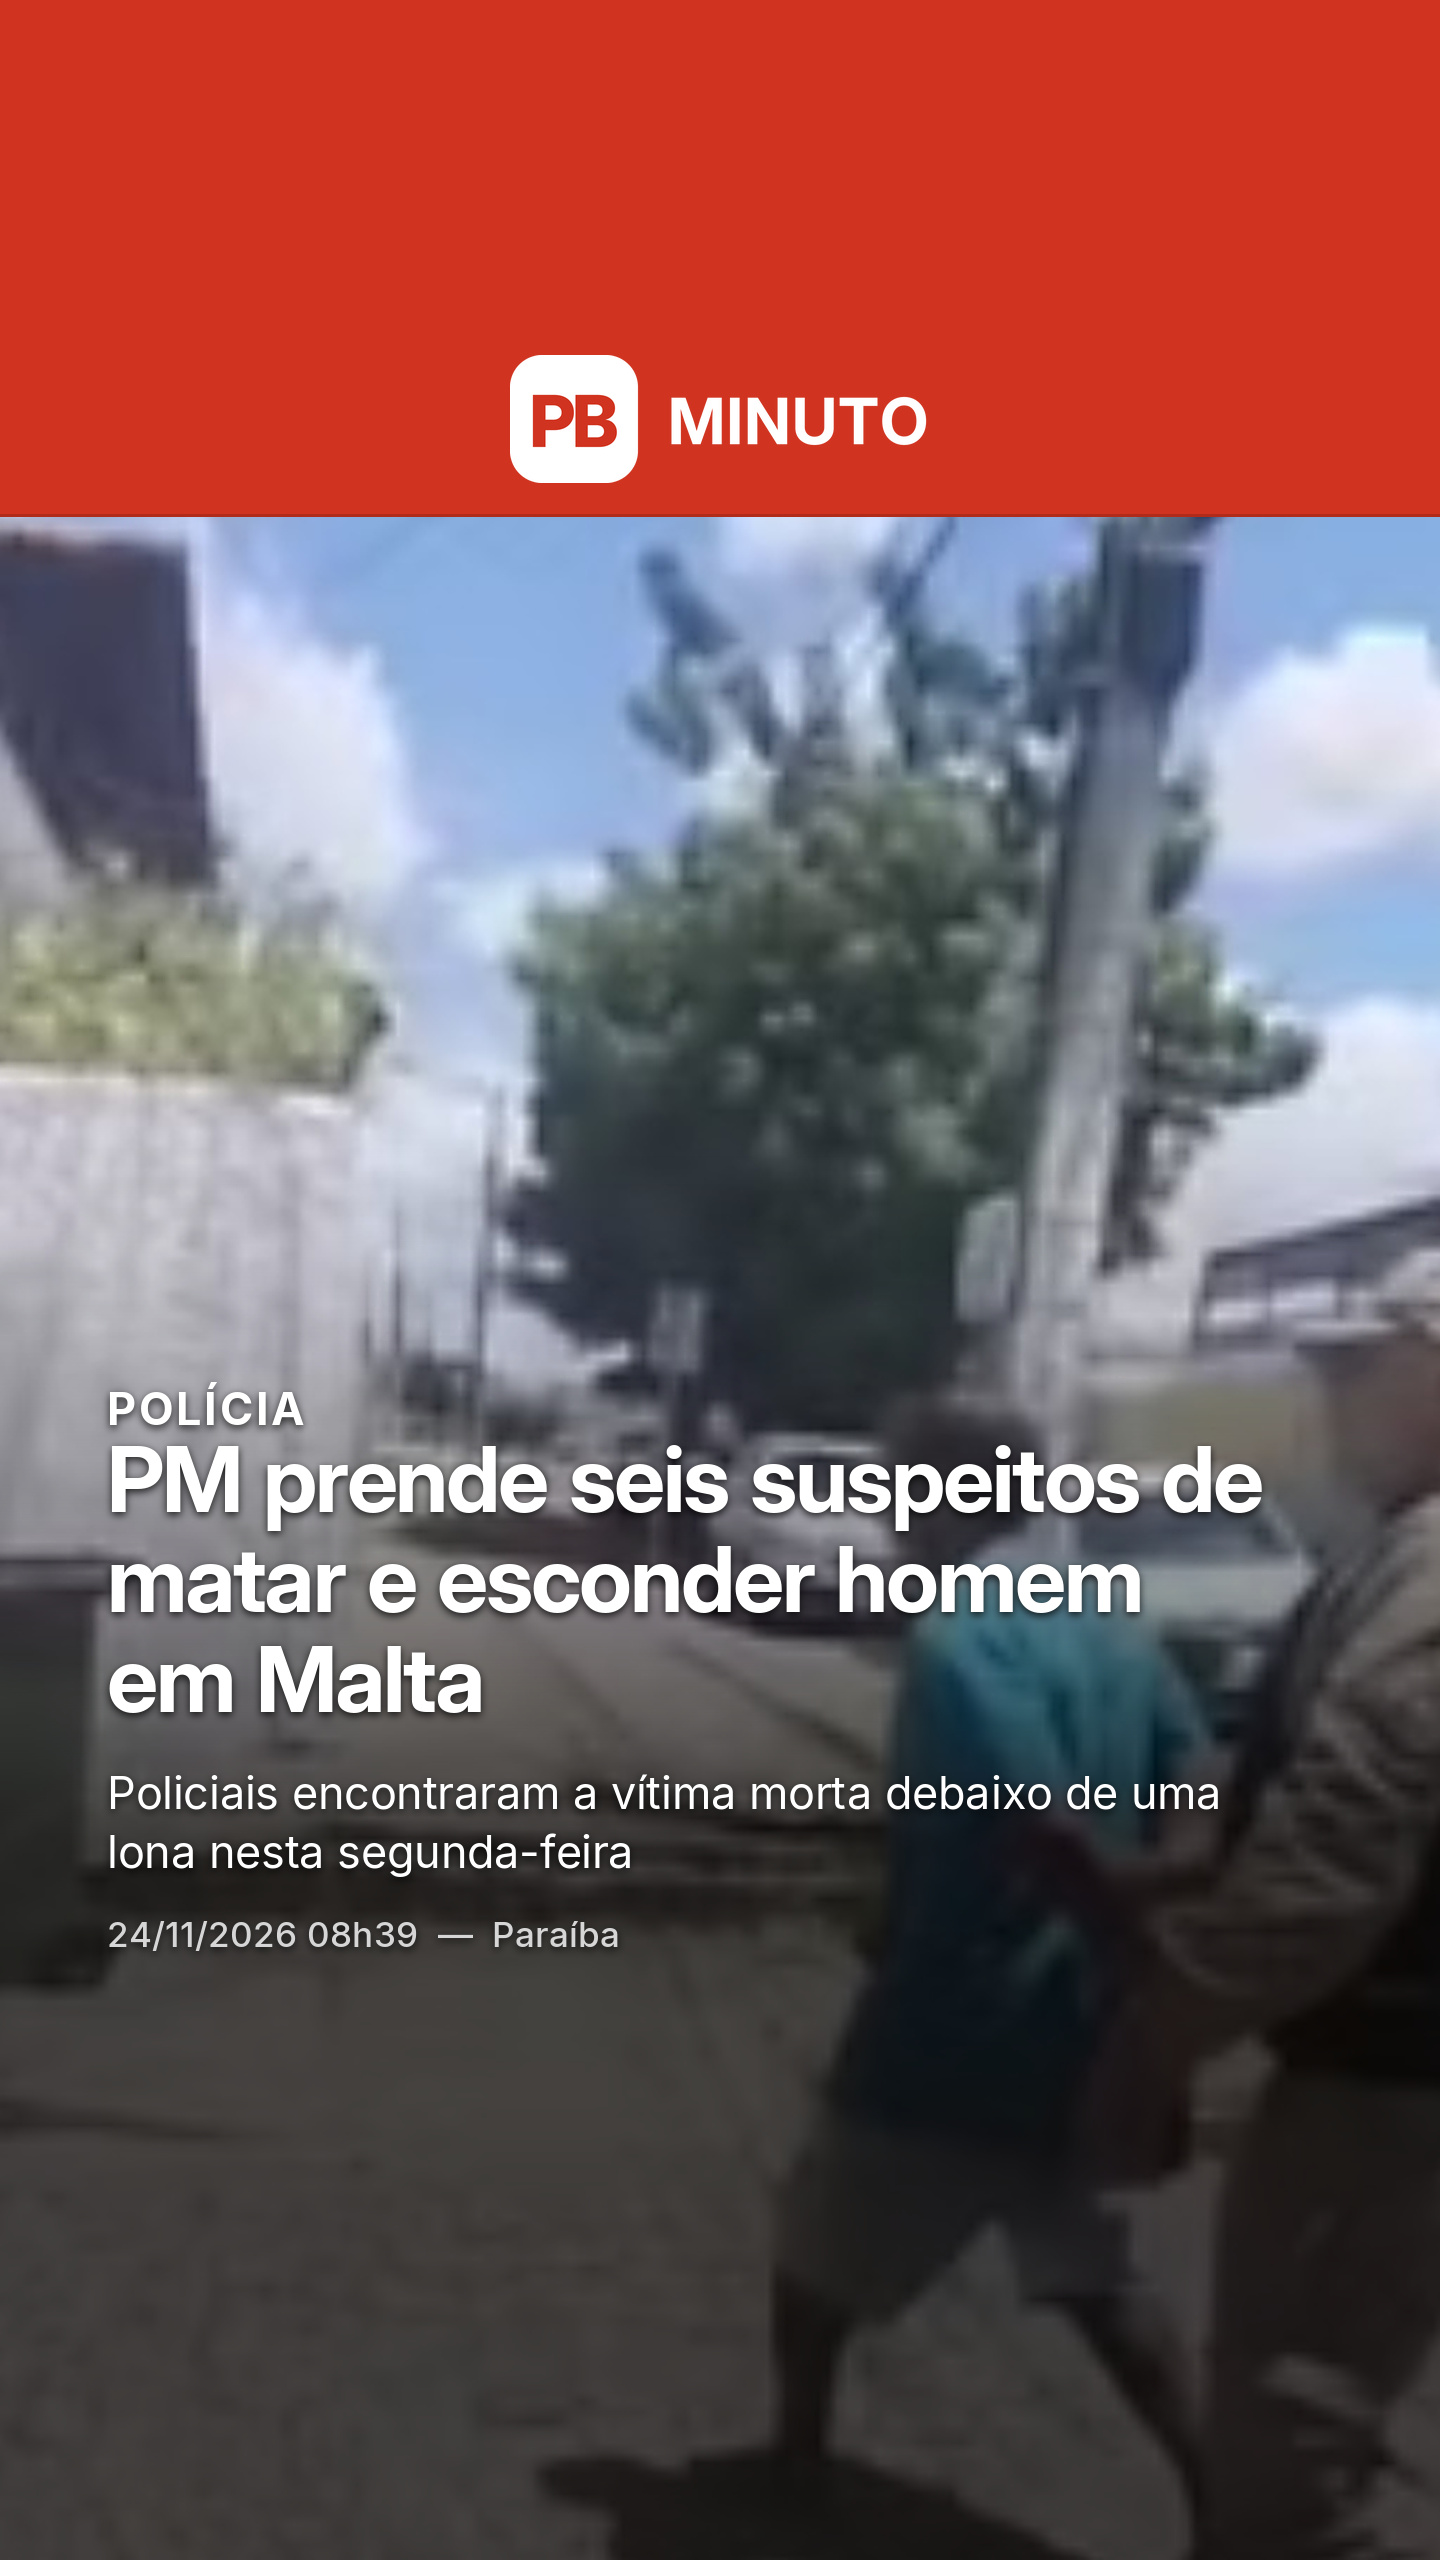 PB MINUTO
POLÍCIA
PM prende seis suspeitos de
matar e esconder homem
em Malta
Policiais encontraram a vítima morta debaixo de uma
lona nesta segunda-feira
24/11/2026 08h39 — Paraíba